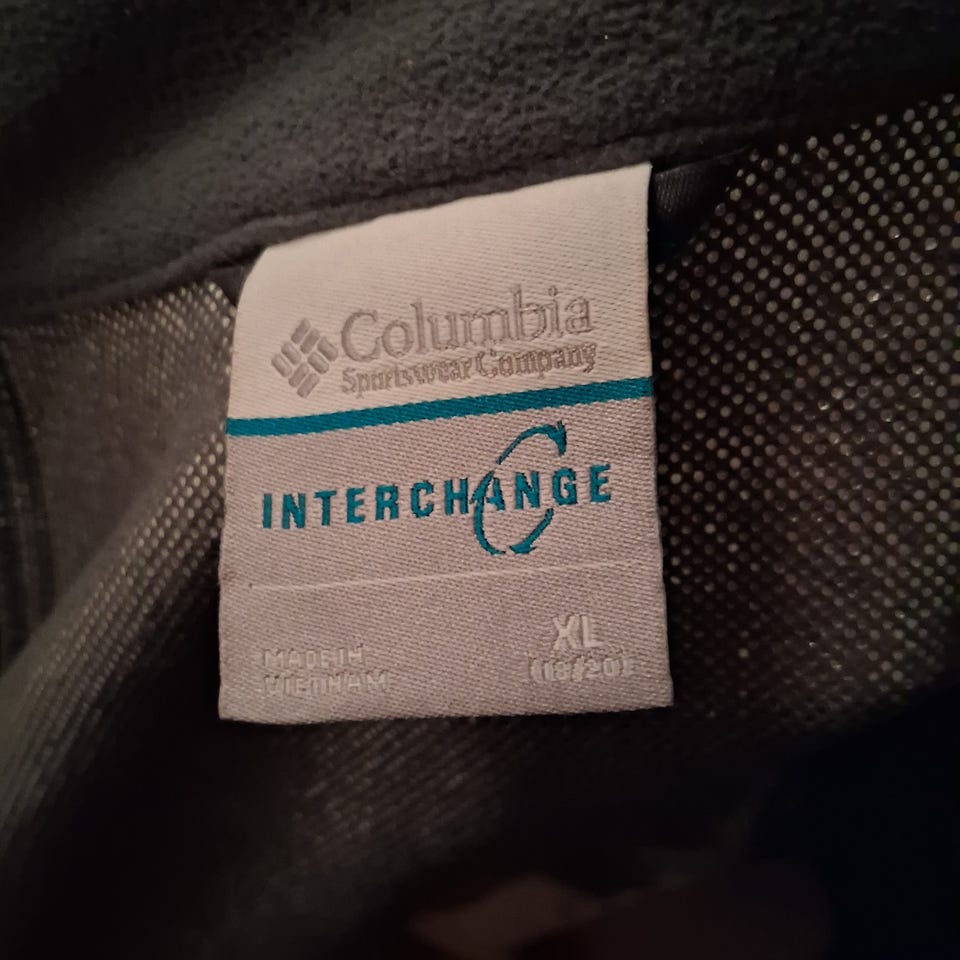 Columbia
Sportswear Company
INTERCHANGE
XL
MADE IN
(18/20)
VIETNAM